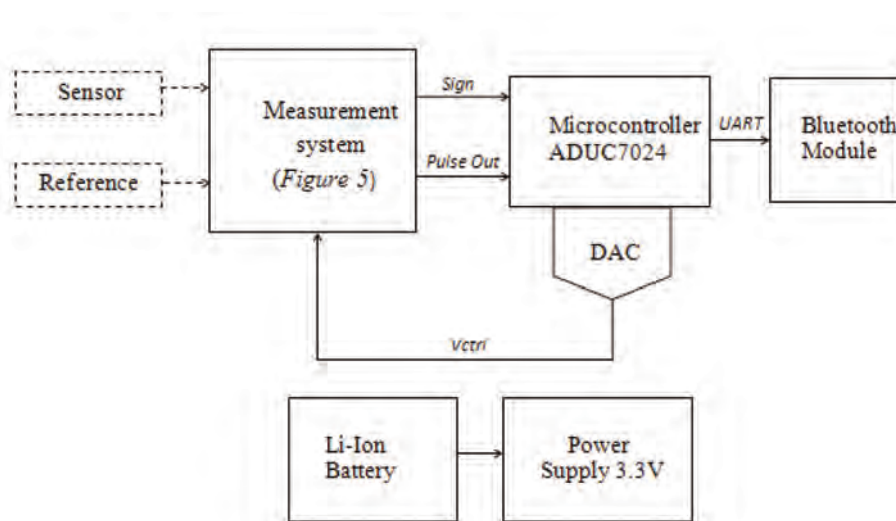 Sensor
Reference
Measurement
system
(Figure 5)
Sign
Pulse Out
Microcontroller
ADUC7024
UART
Bluetooth
Module
DAC
Vctrl
Li-Ion
Battery
Power
Supply 3.3V